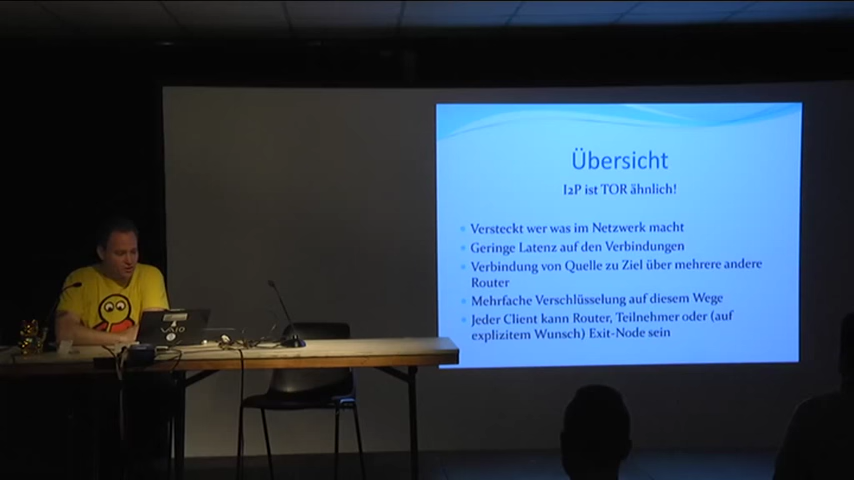 Übersicht
I2P ist TOR ähnlich!
Versteckt wer was im Netzwerk macht
Geringe Latenz auf den Verbindungen
Verbindung von Quelle zu Ziel über mehrere andere
Router
Mehrfache Verschlüsselung auf diesem Wege
Jeder Client kann Router, Teilnehmer oder (auf
explizitem Wunsch) Exit-Node sein
VAIO